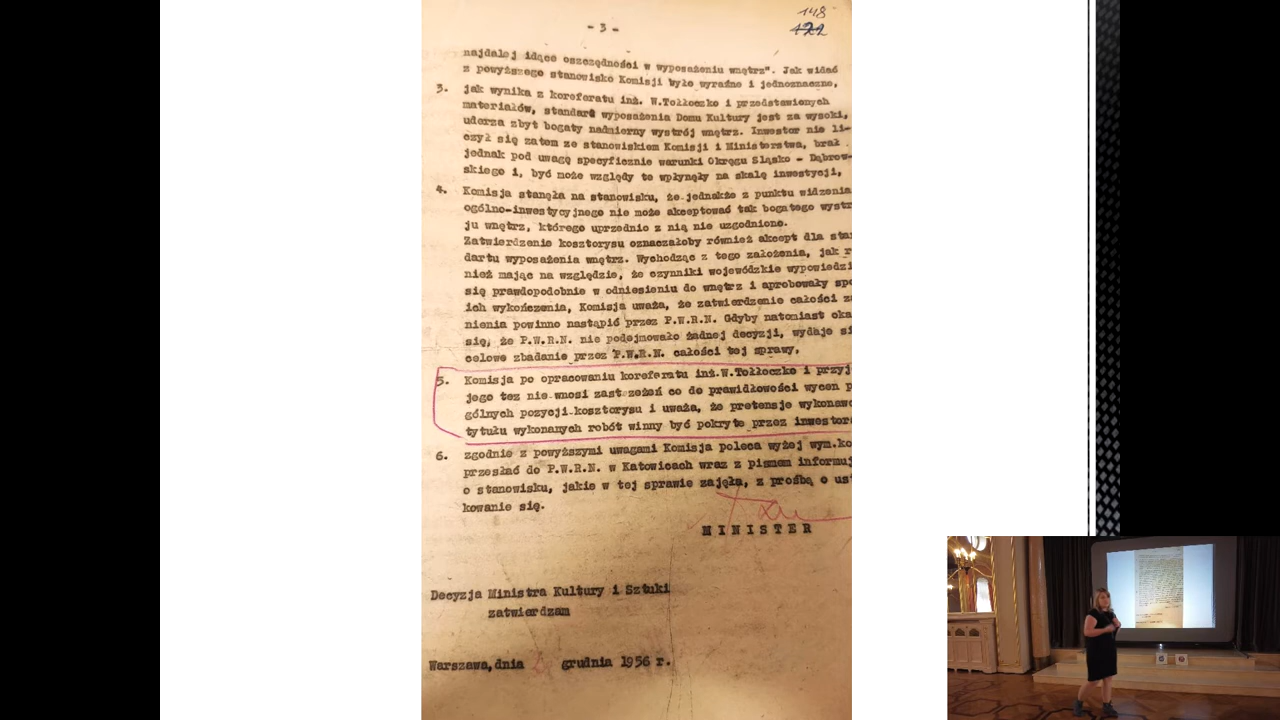 - 3 -
148
122
najdalej idące oszczędności w wyposażeniu wnętrz". Jak widać
z powyższego stanowisko Komisji było wyraźne i jednoznaczne,
3. jak wynika z koreferatu inż. W.Tołłoczko i przedstawionych
materiałów, standard wyposażenia Domu Kultury jest za wysoki,
uderza zbyt bogaty nadmierny wystrój wnętrz. Inwestor nie li-
czył się zatem ze stanowiskiem Komisji i Ministerstwa, brał
jednak pod uwagę specyficznie warunki Okręgu Śląsko - Dąbrow-
skiego i, być może względy te wpłynęły na skalę inwestycji,
4. Komisja stanęła na stanowisku, że jednakże z punktu widzenia
ogólno-inwestycyjnego nie może akceptować tak bogatego wystr
ju wnętrz, którego uprzednio z nią nie uzgodniono.
Zatwierdzenie kosztorysu oznaczałoby również akcept dla stan
dartu wyposażenia wnętrz. Wychodząc z tego założenia, jak r
nież mając na względzie, że czynniki wojewódzkie wypowiedzi
się prawdopodobnie w odniesieniu do wnętrz i aprobowały spo
ich wykończenia, Komisja uważa, że zatwierdzenie całości za
nienia powinno nastąpić przez P.W.R.N. Gdyby natomiast oka
się, że P.W.R.N. nie podejmowało żadnej decyzji, wydaje si
celowe zbadanie przez P.W.R.N. całości tej sprawy,
5. Komisja po opracowaniu koreferatu inż.W.Tołłoczko i przyj
jego tez nie wnosi zastrzeżeń co do prawidłowości wycen p
gólnych pozycji kosztorysu i uważa, że pretensje wykonawc
tytułu wykonanych robót winny być pokryte przez inwestora
6. zgodnie z powyższymi uwagami Komisja poleca wyżej wym.ko
przesłać do P.W.R.N. w Katowicach wraz z pismem informuj
o stanowisku, jakie w tej sprawie zajęła, z prośbą o ust
kowanie się.
MINISTER
Decyzja Ministra Kultury i Sztuki
zatwierdzam
Warszawa,dnia grudnia 1956 r.